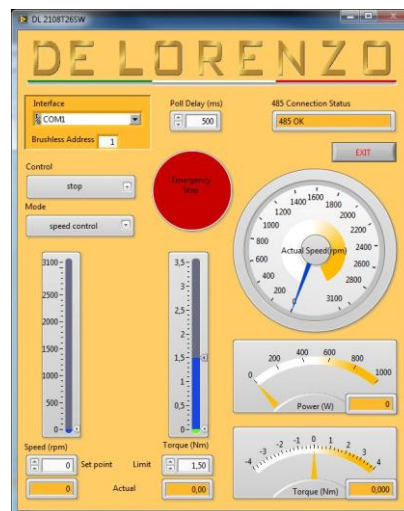 DL 2108T26SW
DE LORENZO
Interface
COM1
Brushless Address 1
Poll Delay (ms)
500
485 Connection Status
485 OK
EXIT
Control
stop
Mode
speed control
Emergency
Stop
0 200 400 600 800 1000 1200 1400 1600 1800 2000 2200 2400 2600 2800 3100
Actual Speed(rpm)
3100
2500
2000
1500
1000
500
0
3,5
3
2,5
2
1,5
1
0,5
0
0 200 400 600 800 1000
Power (W) 0
Speed (rpm)
Torque (Nm)
0 Set point Limit 1,50
0 Actual 0,00
-4 -3 -2 -1 0 1 2 3 4
Torque (Nm) 0,000